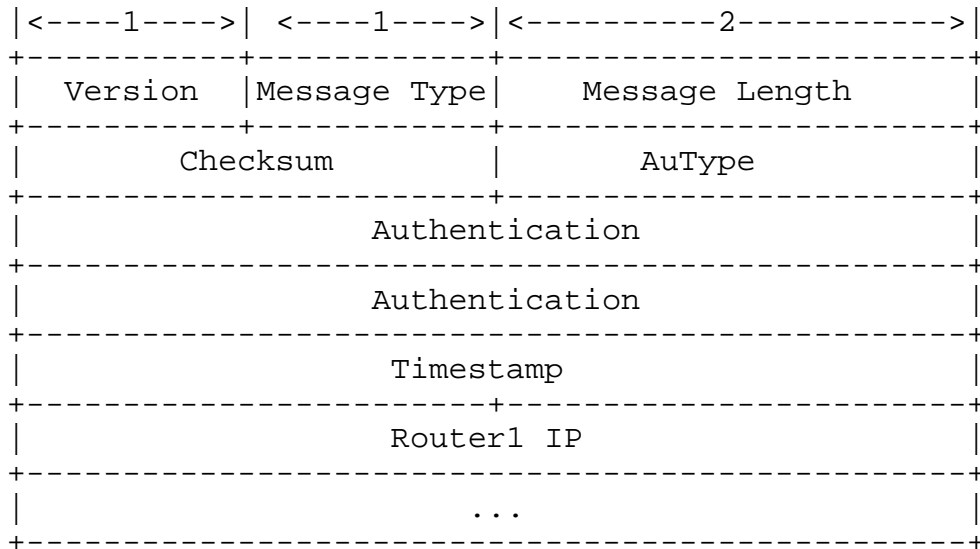 |<----1---->| <----1---->|<----------2----------->|
+-----------+------------+------------------------+
| Version |Message Type| Message Length |
+-----------+------------+------------------------+
| Checksum | AuType |
+------------------------+------------------------+
| Authentication |
+-------------------------------------------------+
| Authentication |
+-------------------------------------------------+
| Timestamp |
+------------------------+------------------------+
| Router1 IP |
+-------------------------------------------------+
| ... |
+-------------------------------------------------+